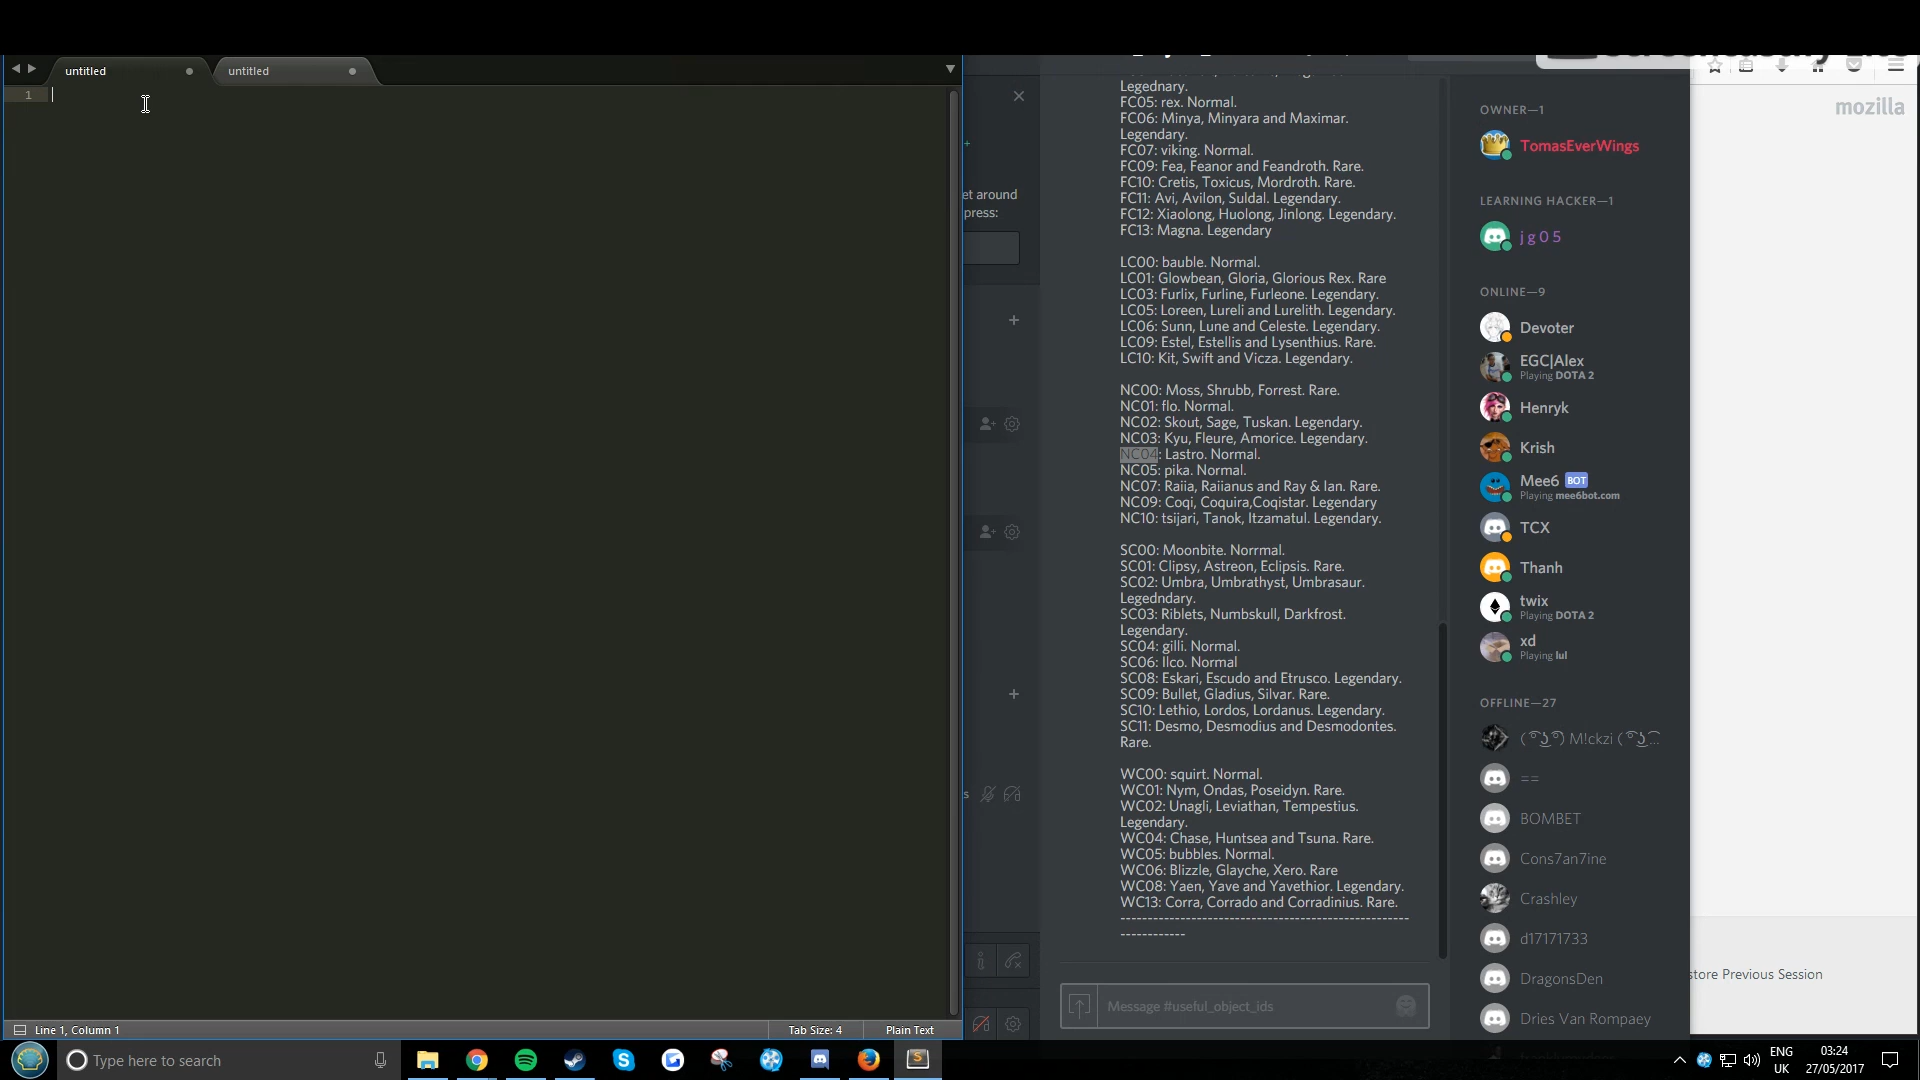 untitled
untitled
1
mozilla
et around
press:
Legednary.
FC05: rex. Normal.
FC06: Minya, Minyara and Maximar.
Legendary.
FC07: viking. Normal.
FC09: Fea, Feanor and Feandroth. Rare.
FC10: Cretis, Toxicus, Mordroth. Rare.
FC11: Avi, Avilon, Suldal. Legendary.
FC12: Xiaolong, Huolong, Jinlong. Legendary.
FC13: Magna. Legendary
LC00: bauble. Normal.
LC01: Glowbean, Gloria, Glorious Rex. Rare
LC03: Furlix, Furline, Furleone. Legendary.
LC05: Loreen, Lureli and Lurelith. Legendary.
LC06: Sunn, Lune and Celeste. Legendary.
LC09: Estel, Estellis and Lysenthius. Rare.
LC10: Kit, Swift and Vicza. Legendary.
NC00: Moss, Shrubb, Forrest. Rare.
NC01: flo. Normal.
NC02: Skout, Sage, Tuskan. Legendary.
NC03: Kyu, Fleure, Amorice. Legendary.
NC04: Lastro. Normal.
NC05: pika. Normal.
NC07: Raiia, Raiianus and Ray & Ian. Rare.
NC09: Coqi, Coquira,Coqistar. Legendary
NC10: tsijari, Tanok, Itzamatul. Legendary.
SC00: Moonbite. Norrmal.
SC01: Clipsy, Astreon, Eclipsis. Rare.
SC02: Umbra, Umbrathyst, Umbrasaur.
Legedndary.
SC03: Riblets, Numbskull, Darkfrost.
Legendary.
SC04: gilli. Normal.
SC06: Ilco. Normal
SC08: Eskari, Escudo and Etrusco. Legendary.
SC09: Bullet, Gladius, Silvar. Rare.
SC10: Lethio, Lordos, Lordanus. Legendary.
SC11: Desmo, Desmodius and Desmodontes.
Rare.
WC00: squirt. Normal.
WC01: Nym, Ondas, Poseidyn. Rare.
WC02: Unagli, Leviathan, Tempestius.
Legendary.
WC04: Chase, Huntsea and Tsuna. Rare.
WC05: bubbles. Normal.
WC06: Blizzle, Glayche, Xero. Rare
WC08: Yaen, Yave and Yavethior. Legendary.
WC13: Corra, Corrado and Corradinius. Rare.
-----------------------------------------------------
------------
s
Message #useful_object_ids
OWNER—1
TomasEverWings
LEARNING HACKER—1
j g 0 5
ONLINE—9
Devoter
EGC|Alex
Playing DOTA 2
Henryk
Krish
Mee6 BOT
Playing mee6bot.com
TCX
Thanh
twix
Playing DOTA 2
xd
Playing lul
OFFLINE—27
( ͡° ͜ʖ ͡°) M!ckzi ( ͡° ͜ʖ ͡...
==
BOMBET
Cons7an7ine
Crashley
d17171733
DragonsDen
Dries Van Rompaey
store Previous Session
Line 1, Column 1
Tab Size: 4
Plain Text
Type here to search
ENG
UK
03:24
27/05/2017